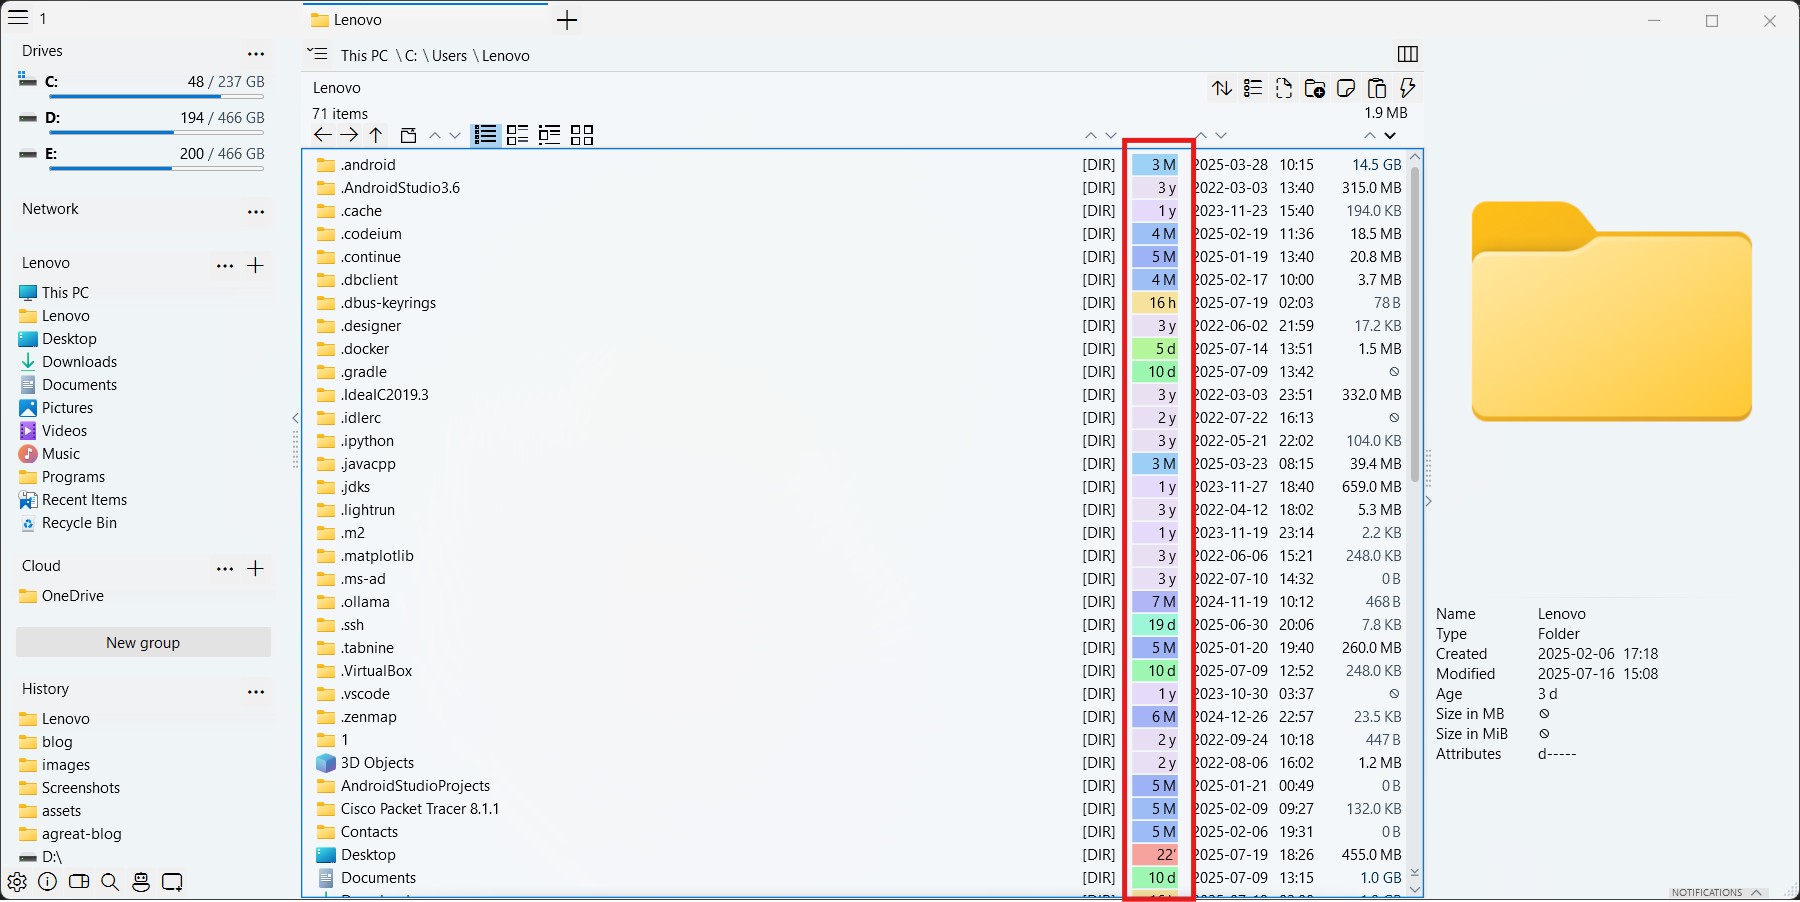 1
Lenovo
Drives
C: 48 / 237 GB
D: 194 / 466 GB
E: 200 / 466 GB
Network
Lenovo
This PC
Lenovo
Desktop
Downloads
Documents
Pictures
Videos
Music
Programs
Recent Items
Recycle Bin
Cloud
OneDrive
New group
History
Lenovo
blog
images
Screenshots
assets
agreat-blog
D:\
This PC \ C: \ Users \ Lenovo
Lenovo
71 items 1.9 MB
.android [DIR] 3 M 2025-03-28 10:15 14.5 GB
.AndroidStudio3.6 [DIR] 3 y 2022-03-03 13:40 315.0 MB
.cache [DIR] 1 y 2023-11-23 15:40 194.0 KB
.codeium [DIR] 4 M 2025-02-19 11:36 18.5 MB
.continue [DIR] 5 M 2025-01-19 13:40 20.8 MB
.dbclient [DIR] 4 M 2025-02-17 10:00 3.7 MB
.dbus-keyrings [DIR] 16 h 2025-07-19 02:03 78 B
.designer [DIR] 3 y 2022-06-02 21:59 17.2 KB
.docker [DIR] 5 d 2025-07-14 13:51 1.5 MB
.gradle [DIR] 10 d 2025-07-09 13:42
.IdeaIC2019.3 [DIR] 3 y 2022-03-03 23:51 332.0 MB
.idlerc [DIR] 2 y 2022-07-22 16:13
.ipython [DIR] 3 y 2022-05-21 22:02 104.0 KB
.javacpp [DIR] 3 M 2025-03-23 08:15 39.4 MB
.jdks [DIR] 1 y 2023-11-27 18:40 659.0 MB
.lightrun [DIR] 3 y 2022-04-12 18:02 5.3 MB
.m2 [DIR] 1 y 2023-11-19 23:14 2.2 KB
.matplotlib [DIR] 3 y 2022-06-06 15:21 248.0 KB
.ms-ad [DIR] 3 y 2022-07-10 14:32 0 B
.ollama [DIR] 7 M 2024-11-19 10:12 468 B
.ssh [DIR] 19 d 2025-06-30 20:06 7.8 KB
.tabnine [DIR] 5 M 2025-01-20 19:40 260.0 MB
.VirtualBox [DIR] 10 d 2025-07-09 12:52 248.0 KB
.vscode [DIR] 1 y 2023-10-30 03:37
.zenmap [DIR] 6 M 2024-12-26 22:57 23.5 KB
1 [DIR] 2 y 2022-09-24 10:18 447 B
3D Objects [DIR] 2 y 2022-08-06 16:02 1.2 MB
AndroidStudioProjects [DIR] 5 M 2025-01-21 00:49 0 B
Cisco Packet Tracer 8.1.1 [DIR] 5 M 2025-02-09 09:27 132.0 KB
Contacts [DIR] 5 M 2025-02-06 19:31 0 B
Desktop [DIR] 22' 2025-07-19 18:26 455.0 MB
Documents [DIR] 10 d 2025-07-09 13:15 1.0 GB
Name Lenovo
Type Folder
Created 2025-02-06 17:18
Modified 2025-07-16 15:08
Age 3 d
Size in MB
Size in MiB
Attributes d-----
NOTIFICATIONS